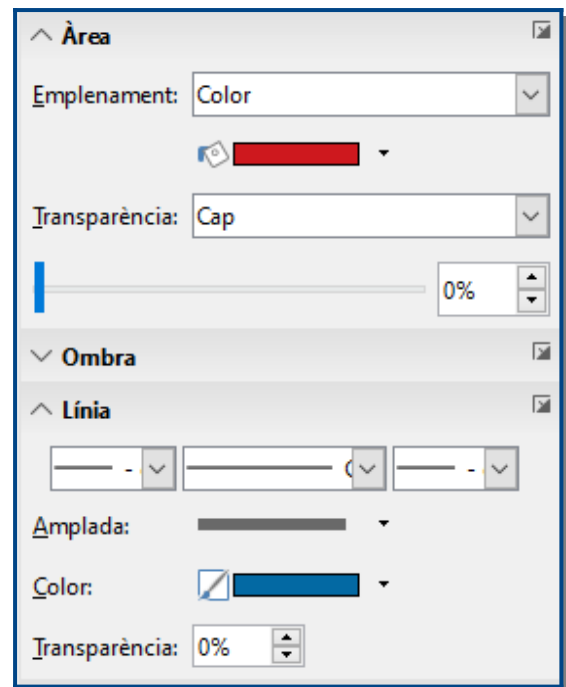 Àrea
Emplenament: Color
Transparència: Cap
0%
Ombra
Línia
- - 
Amplada:
Color:
Transparència: 0%